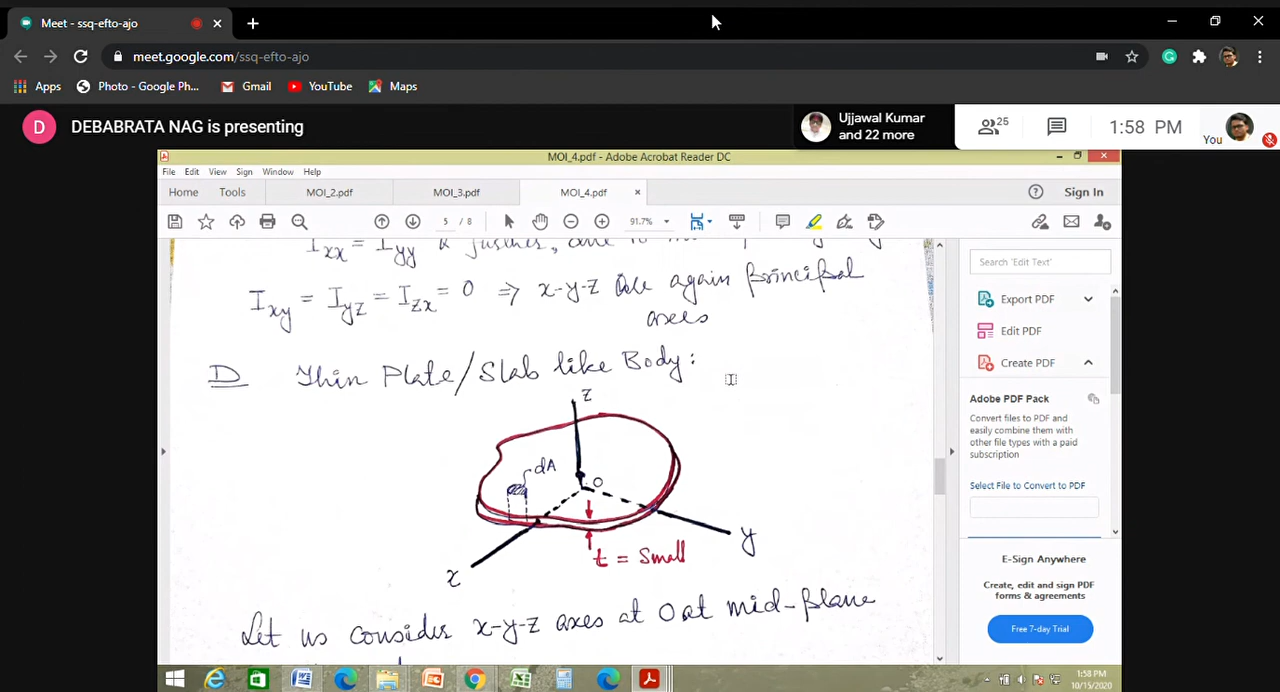 Meet - ssq-efto-ajo
meet.google.com/ssq-efto-ajo
Apps Photo - Google Ph... Gmail YouTube Maps
D DEBABRATA NAG is presenting
Ujjawal Kumar
and 22 more
25
1:58 PM
You
MOI_4.pdf - Adobe Acrobat Reader DC
File Edit View Sign Window Help
Home Tools MOI_2.pdf MOI_3.pdf MOI_4.pdf Sign In
5 / 8 91.7%
Ixx = Iyy & further, due to
Ixy = Iyz = Izx = 0 ⇒ x-y-z are again principal
axes
D Thin Plate/Slab like Body:
z
dA
O
t = Small
y
x
Let us consider x-y-z axes at O at mid-plane
Search 'Edit Text'
Export PDF
Edit PDF
Create PDF
Adobe PDF Pack
Convert files to PDF and
easily combine them with
other file types with a paid
subscription
Select File to Convert to PDF
E-Sign Anywhere
Create, edit and sign PDF
forms & agreements
Free 7-day Trial
1:58 PM
10/15/2020